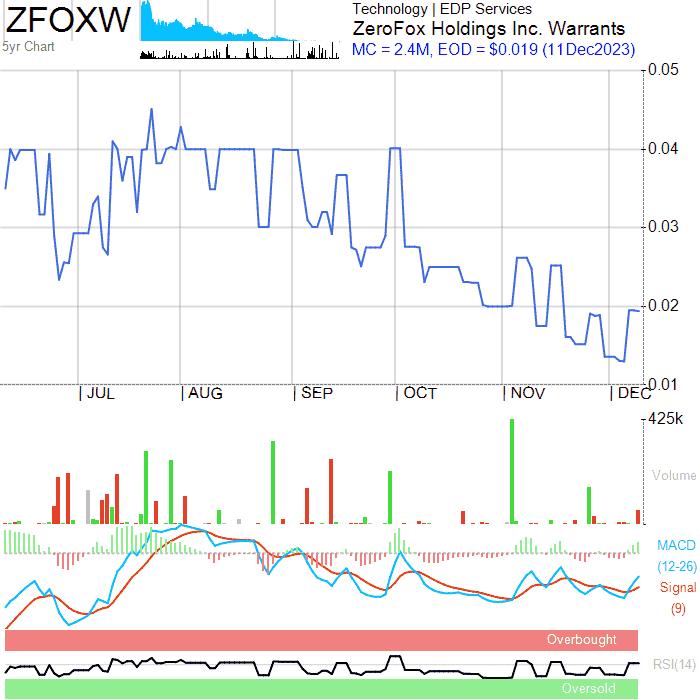 ZFOXW
5yr Chart
Technology | EDP Services
ZeroFox Holdings Inc. Warrants
MC = 2.4M, EOD = $0.019 (11Dec2023)
0.05
0.04
0.03
0.02
0.01
JUL AUG SEP OCT NOV DEC
425k
Volume
MACD
(12-26)
Signal
(9)
Overbought
RSI(14)
Oversold